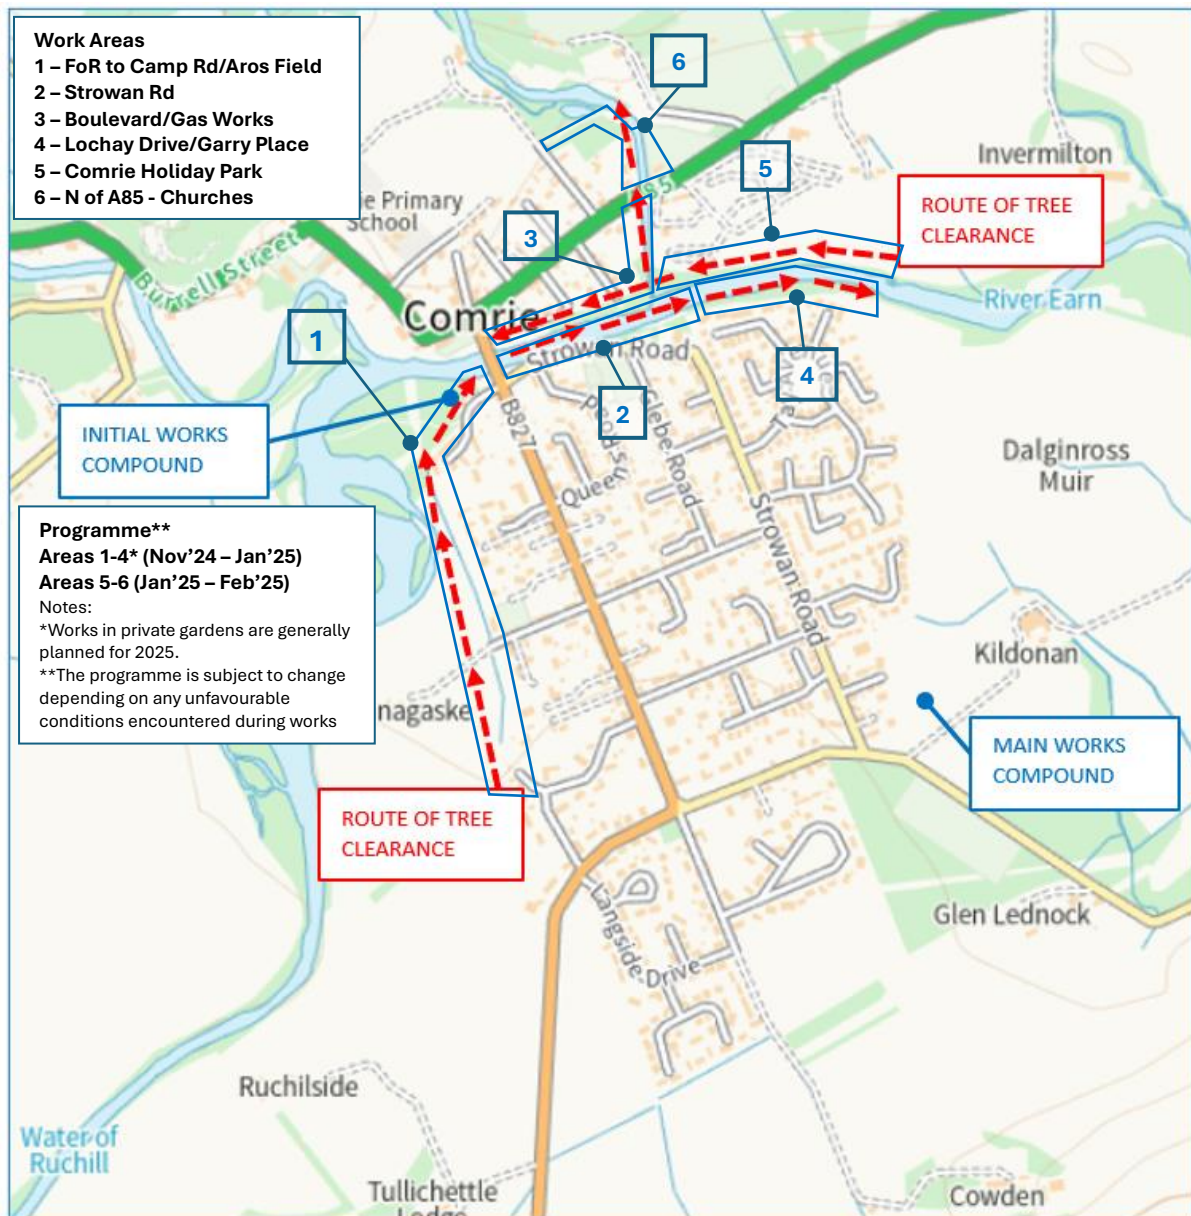 Work Areas
1 – FoR to Camp Rd/Aros Field
2 – Strowan Rd
3 – Boulevard/Gas Works
4 – Lochay Drive/Garry Place
5 – Comrie Holiday Park
6 – N of A85 - Churches
6
5
Invermilton
ie Primary
School
85
ROUTE OF TREE
CLEARANCE
3
Burrell Street
River Earn
Comrie
1
Strowan Road
4
2
B827
INITIAL WORKS
COMPOUND
Glebe Road
Queen
Dalginross
Muir
Strowan Road
Programme**
Areas 1-4* (Nov’24 – Jan’25)
Areas 5-6 (Jan’25 – Feb’25)
Notes:
*Works in private gardens are generally
planned for 2025.
**The programme is subject to change
depending on any unfavourable
conditions encountered during works
Kildonan
nagaske
MAIN WORKS
COMPOUND
ROUTE OF TREE
CLEARANCE
Glen Lednock
Langside Drive
Ruchilside
Water of
Ruchill
Tullichettle
Lodge
Cowden